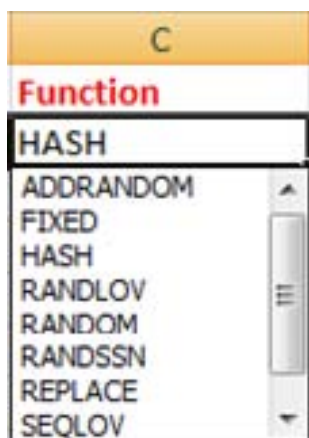 C
Function
HASH
ADDRANDOM
FIXED
HASH
RANDLOV
RANDOM
RANDSSN
REPLACE
SEQLOV